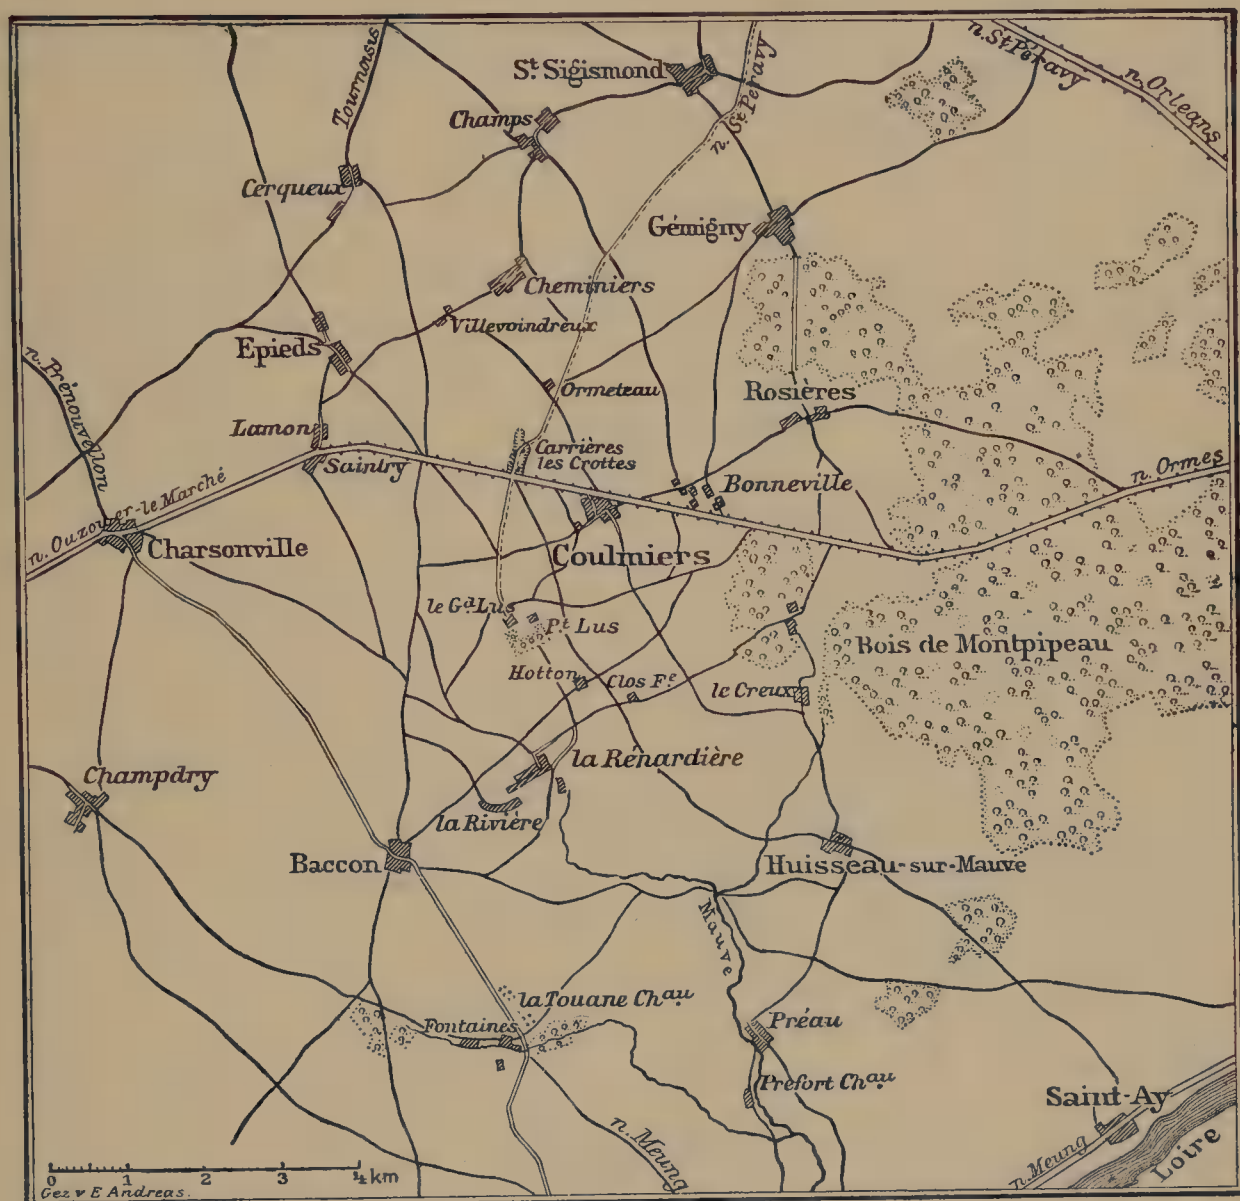 Tournoisis
St. Sigismond
n. St Péravy
n. St Péravy
n. Orleans
Champs
Cerqueux
Gémigny
Cheminiers
Villevoindreux
n. Prénouvellon
Epieds
Ormeteau
Rosières
Lamon
Carrières
les Crottes
Saintry
n. Ouzouer-le Marché
Bonneville
n. Ormes
Charsonville
Coulmiers
le Gd. Lus
Pt. Lus
Bois de Montpipeau
Hotton
Clos Fe.
le Creux
la Rénardière
Champdry
la Rivière
Baccon
Huisseau-sur-Mauve
Mauve
la Touane Chau.
Fontaines
Préau
Préfort Chau.
Saint-Ay
n. Meung
n. Meung
Loire
0 1 2 3 4 km
Gez v E Andreas.